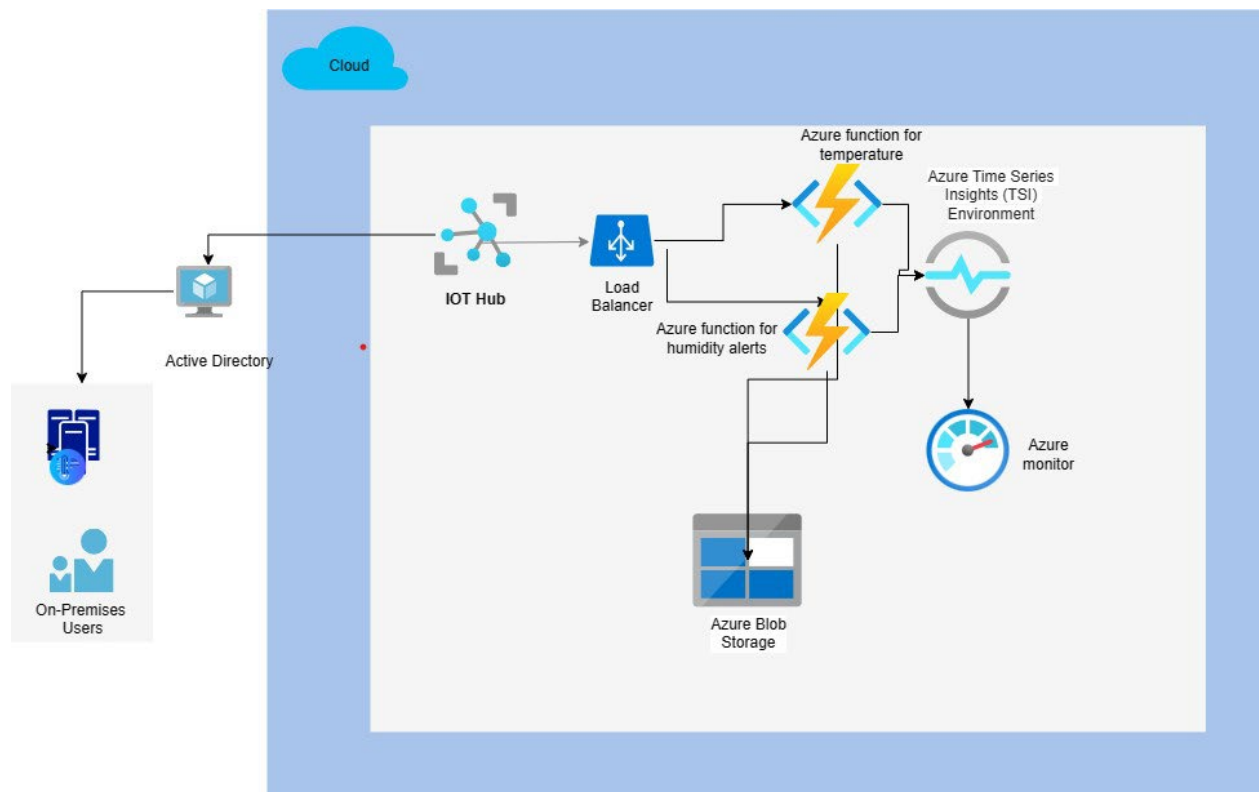 Cloud
Azure function for
temperature
Azure Time Series
Insights (TSI)
Environment
IOT Hub
Load
Balancer
Azure function for
humidity alerts
Active Directory
Azure
monitor
On-Premises
Users
Azure Blob
Storage